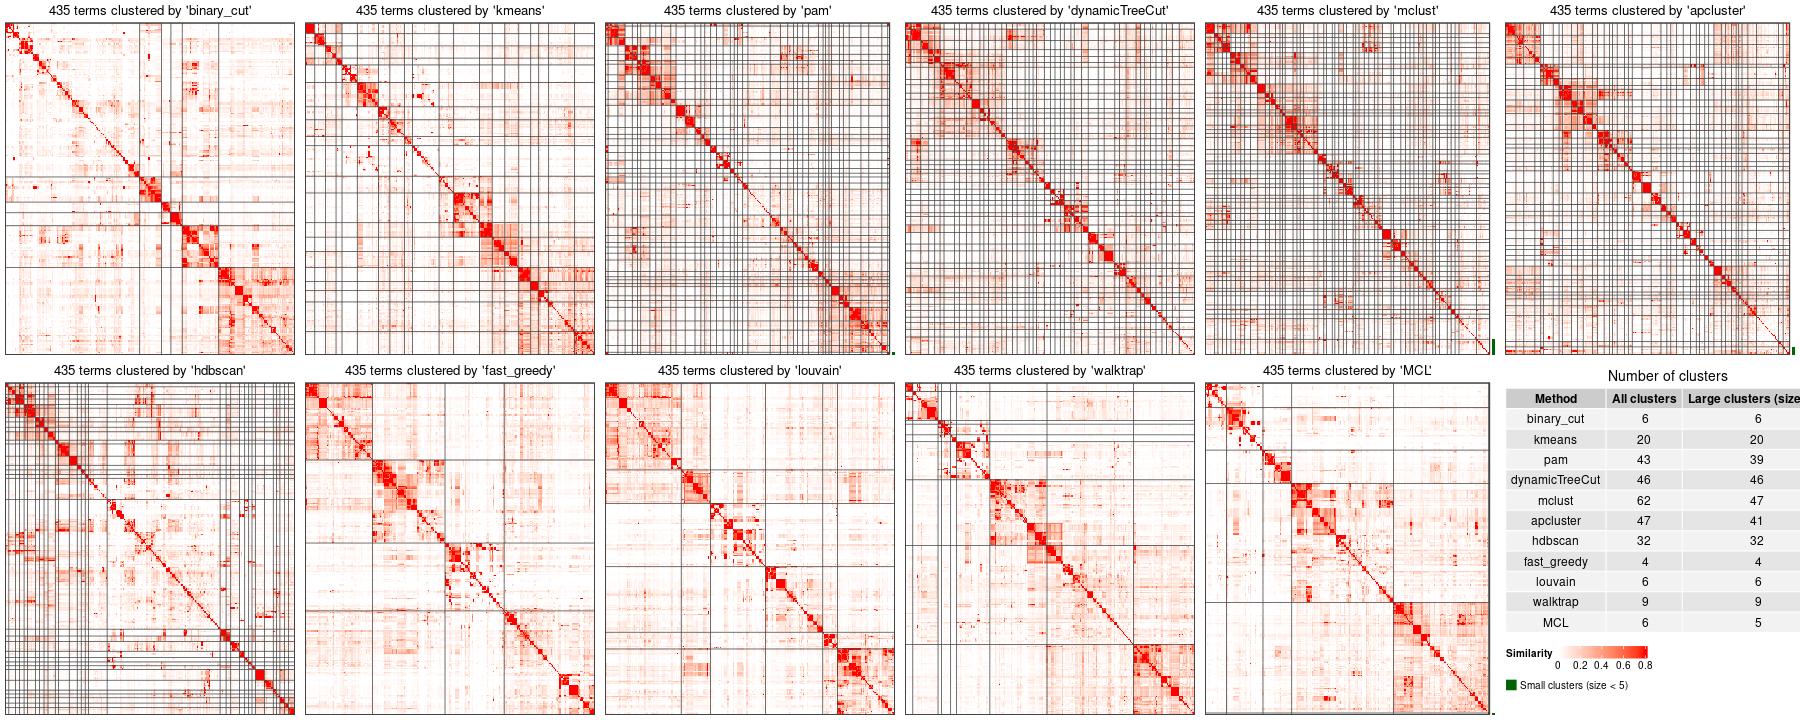 435 terms clustered by 'binary_cut'
435 terms clustered by 'kmeans'
435 terms clustered by 'pam'
435 terms clustered by 'dynamicTreeCut'
435 terms clustered by 'mclust'
435 terms clustered by 'apcluster'
435 terms clustered by 'hdbscan'
435 terms clustered by 'fast_greedy'
435 terms clustered by 'louvain'
435 terms clustered by 'walktrap'
435 terms clustered by 'MCL'
Number of clusters
Method All clusters Large clusters (size
binary_cut 6 6
kmeans 20 20
pam 43 39
dynamicTreeCut 46 46
mclust 62 47
apcluster 47 41
hdbscan 32 32
fast_greedy 4 4
louvain 6 6
walktrap 9 9
MCL 6 5
Similarity
0 0.2 0.4 0.6 0.8
Small clusters (size < 5)